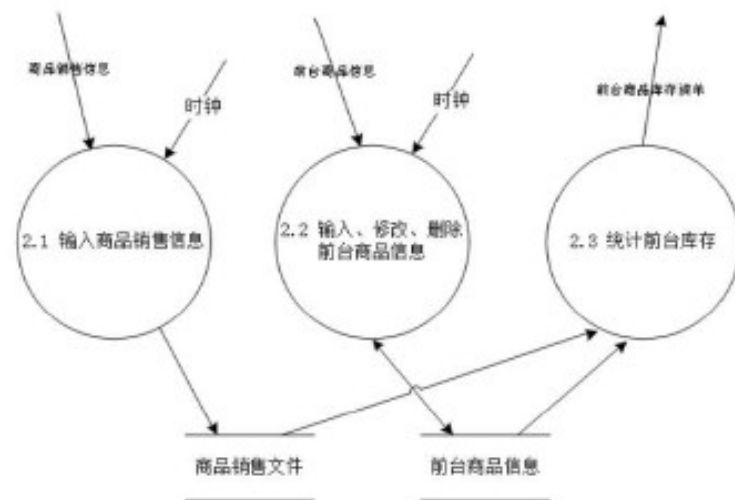 商品销售信息
时钟
前台商品信息
时钟
前台商品库存清单
2.1 输入商品销售信息
2.2 输入、修改、删除
前台商品信息
2.3 统计前台库存
商品销售文件
前台商品信息